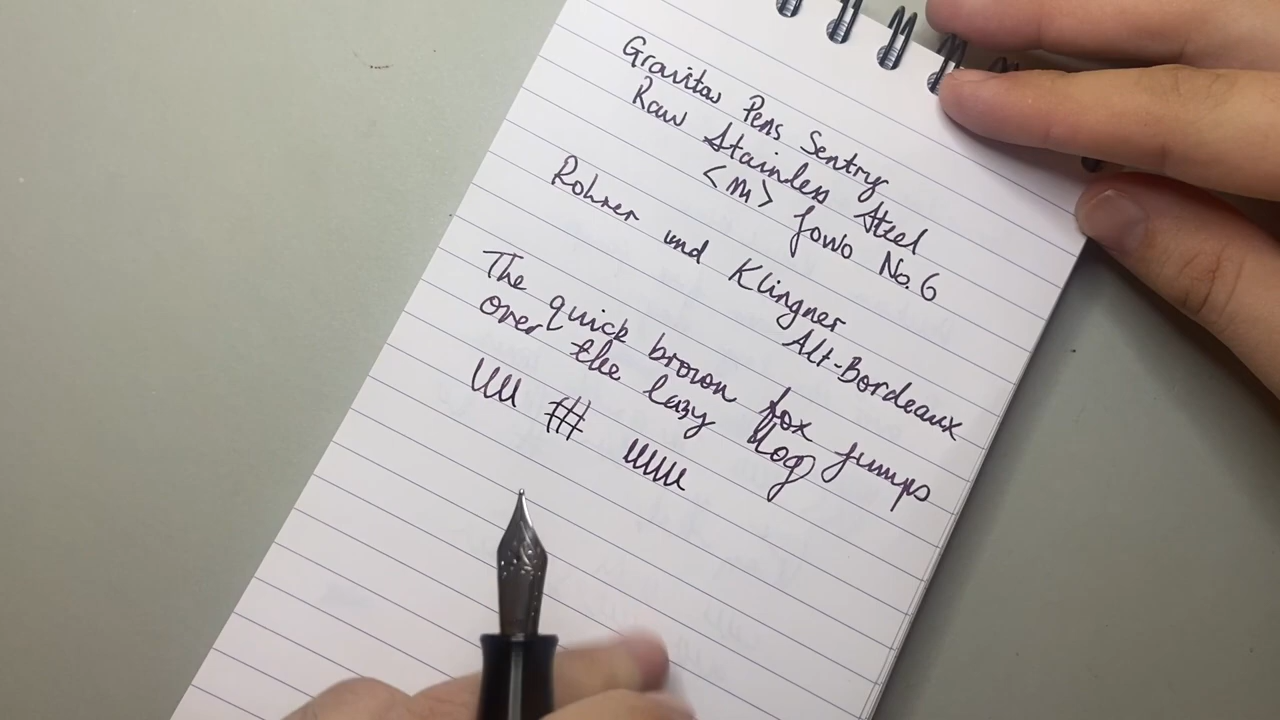 Gravitas Pens Sentry
Raw Stainless Steel
<m> Jowo No.6
Rohrer und Klingner
Alt-Bordeaux
The quick brown fox jumps
over the lazy dog